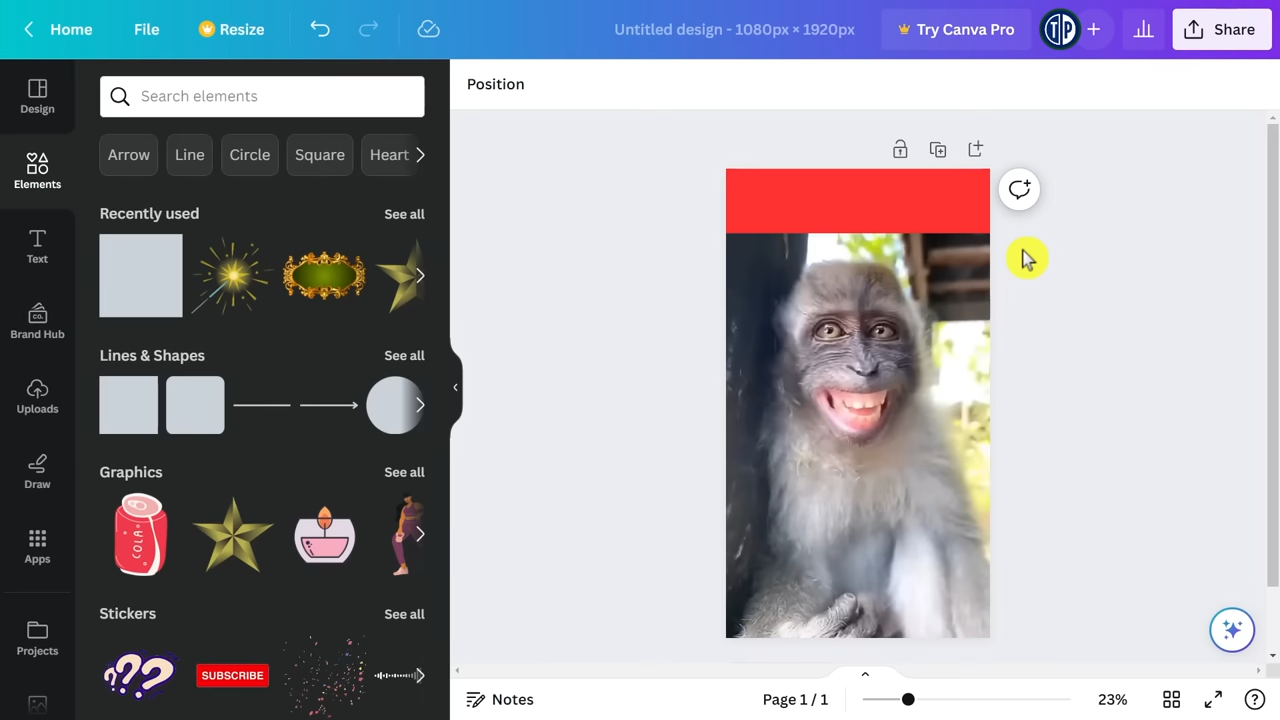 Home
File
Resize
Untitled design - 1080px × 1920px
Try Canva Pro
TIP
Share
Design
Elements
Text
Brand Hub
Uploads
Draw
Apps
Projects
Search elements
Arrow
Line
Circle
Square
Heart
Recently used
See all
Lines & Shapes
See all
Graphics
See all
COLA
Stickers
See all
???
SUBSCRIBE
Position
Notes
Page 1 / 1
23%